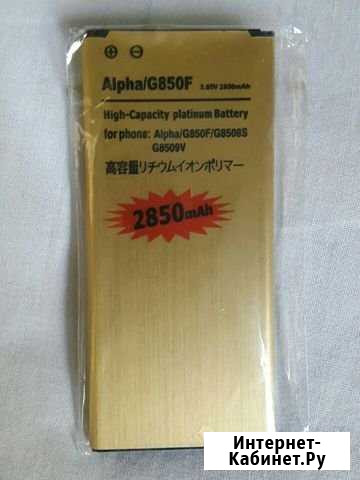 Alpha/G850F
3.85V 2850mAh
High-Capacity platinum Battery
for phone: Alpha/G850F/G8508S
G8509V
高容量リチウムイオンポリマー
2850mAh
Интернет-
Кабинет.Ру